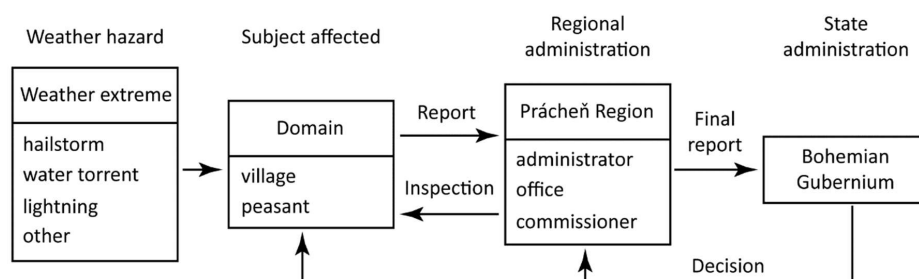 Weather hazard
Subject affected
Regional
administration
State
administration
Weather extreme
hailstorm
water torrent
lightning
other
Domain
village
peasant
Report
Inspection
Prácheň Region
administrator
office
commissioner
Final
report
Bohemian
Gubernium
Decision